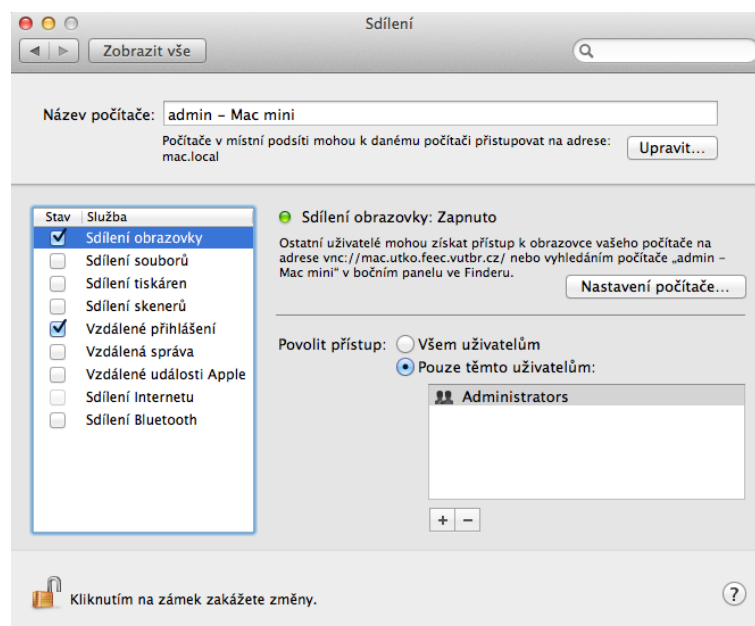 Sdílení
Zobrazit vše
Název počítače: admin – Mac mini
Počítače v místní podsíti mohou k danému počítači přistupovat na adrese:
mac.local
Upravit...
Stav Služba
Sdílení obrazovky
Sdílení souborů
Sdílení tiskáren
Sdílení skenerů
Vzdálené přihlášení
Vzdálená správa
Vzdálené události Apple
Sdílení Internetu
Sdílení Bluetooth
Sdílení obrazovky: Zapnuto
Ostatní uživatelé mohou získat přístup k obrazovce vašeho počítače na
adrese vnc://mac.utko.feec.vutbr.cz/ nebo vyhledáním počítače „admin –
Mac mini“ v bočním panelu ve Finderu.
Nastavení počítače...
Povolit přístup: Všem uživatelům
Pouze těmto uživatelům:
Administrators
+ −
Kliknutím na zámek zakážete změny.
?